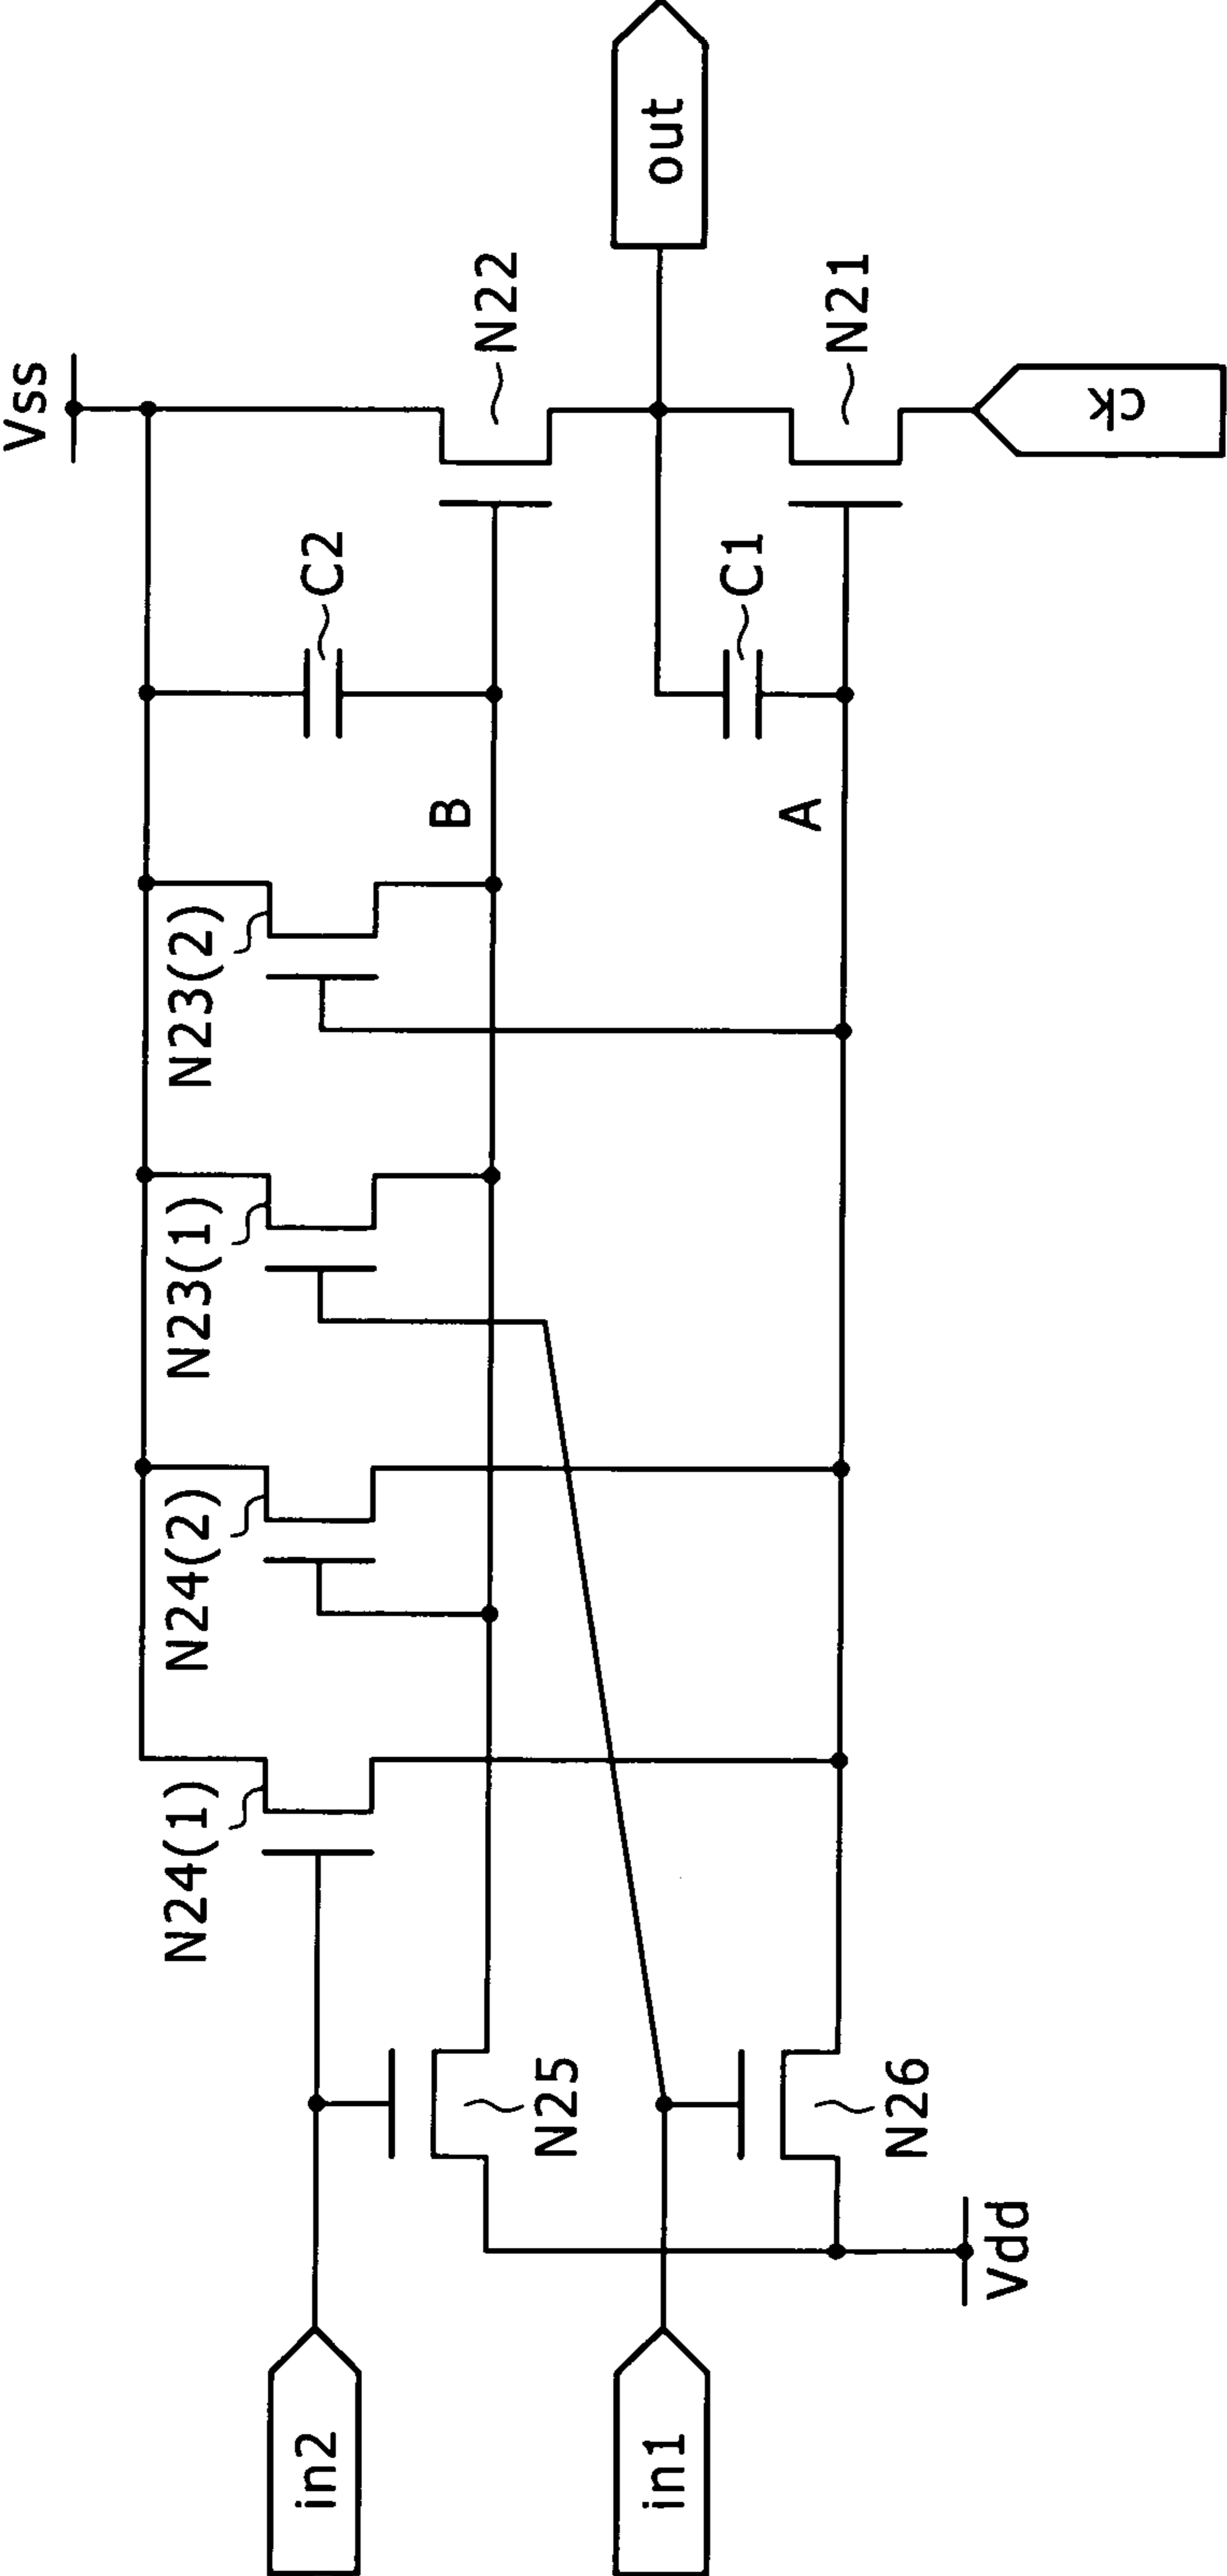 Vss
out
N22
N21
ck
C2
C1
B
A
N23(2)
N23(1)
N24(2)
N24(1)
N25
N26
Vdd
in2
in1